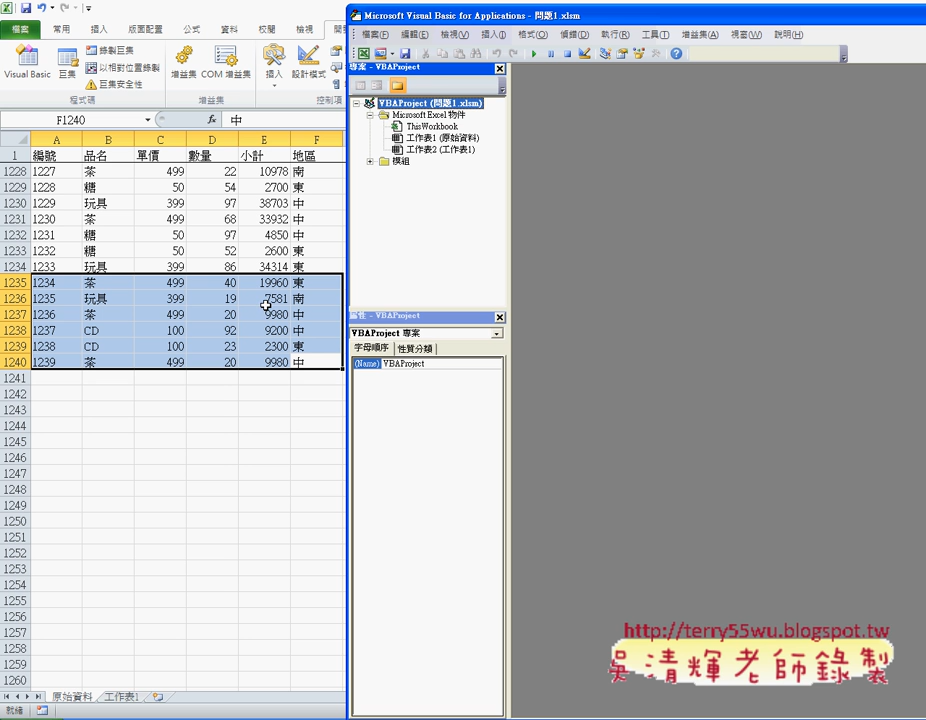 Microsoft Visual Basic for Applications - 問題1.xlsm
檔案 常用 插入 版面配置 公式 資料 校閱 檢視
檔案(F) 編輯(E) 檢視(V) 插入(I) 格式(O) 偵錯(D) 執行(R) 工具(T) 增益集(A) 視窗(W) 說明(H)
Visual Basic 巨集 錄製巨集
以相對位置錄製
巨集安全性
增益集 COM 增益集 插入 設計模式
程式碼 增益集 控制項
F1240 fx 中
A B C D E F
1 編號 品名 單價 數量 小計 地區
1228 1227 茶 499 22 10978 南
1229 1228 糖 50 54 2700 東
1230 1229 玩具 399 97 38703 中
1231 1230 茶 499 68 33932 中
1232 1231 糖 50 97 4850 中
1233 1232 糖 50 52 2600 東
1234 1233 玩具 399 86 34314 東
1235 1234 茶 499 40 19960 東
1236 1235 玩具 399 19 7581 南
1237 1236 茶 499 20 9980 中
1238 1237 CD 100 92 9200 中
1239 1238 CD 100 23 2300 東
1240 1239 茶 499 20 9980 中
1241
1242
1243
1244
1245
1246
1247
1248
1249
1250
1251
1252
1253
1254
1255
1256
1257
1258
1259
1260
原始資料 工作表1
就緒
專案 - VBAProject
VBAProject (問題1.xlsm)
Microsoft Excel 物件
ThisWorkbook
工作表1 (原始資料)
工作表2 (工作表1)
模組
屬性 - VBAProject
VBAProject 專案
字母順序 性質分類
(Name) VBAProject
http://terry55wu.blogspot.tw
吳清輝老師錄製